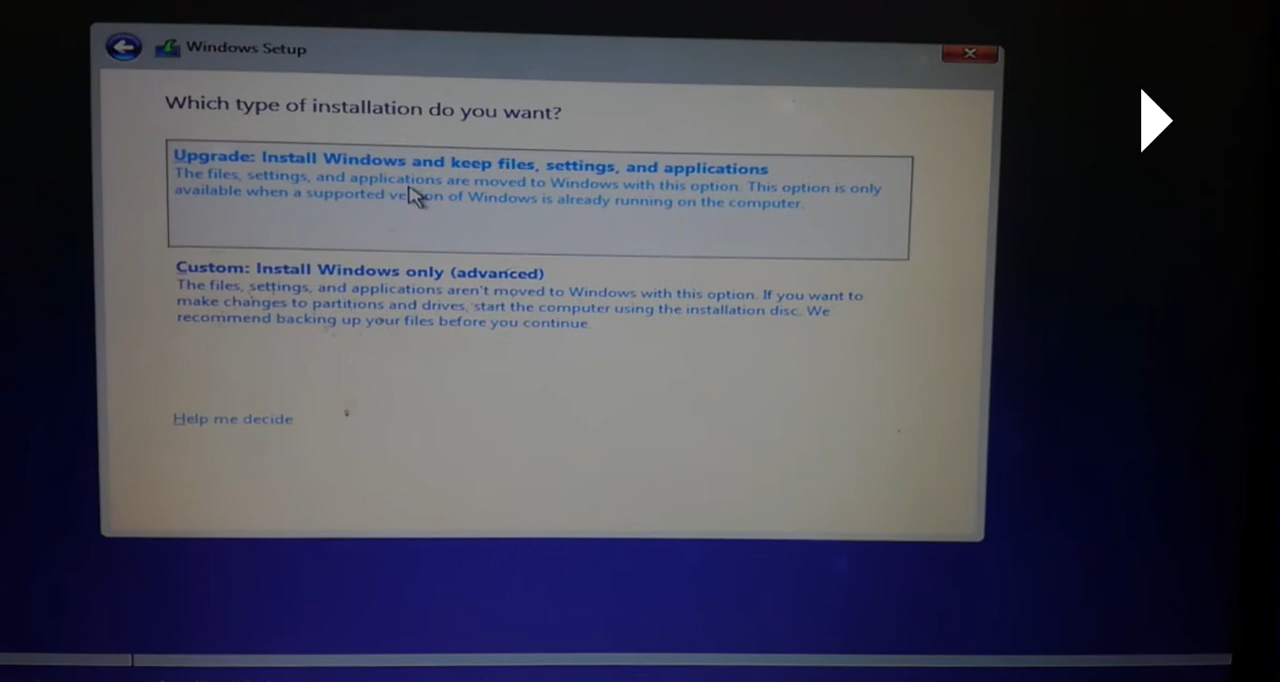 Windows Setup
Which type of installation do you want?
Upgrade: Install Windows and keep files, settings, and applications
The files, settings, and applications are moved to Windows with this option. This option is only
available when a supported version of Windows is already running on the computer.
Custom: Install Windows only (advanced)
The files, settings, and applications aren't moved to Windows with this option. If you want to
make changes to partitions and drives, start the computer using the installation disc. We
recommend backing up your files before you continue.
Help me decide